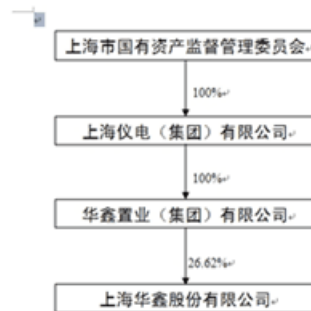 上海市国有资产监督管理委员会
100%
上海仪电（集团）有限公司
100%
华鑫置业（集团）有限公司
26.62%
上海华鑫股份有限公司